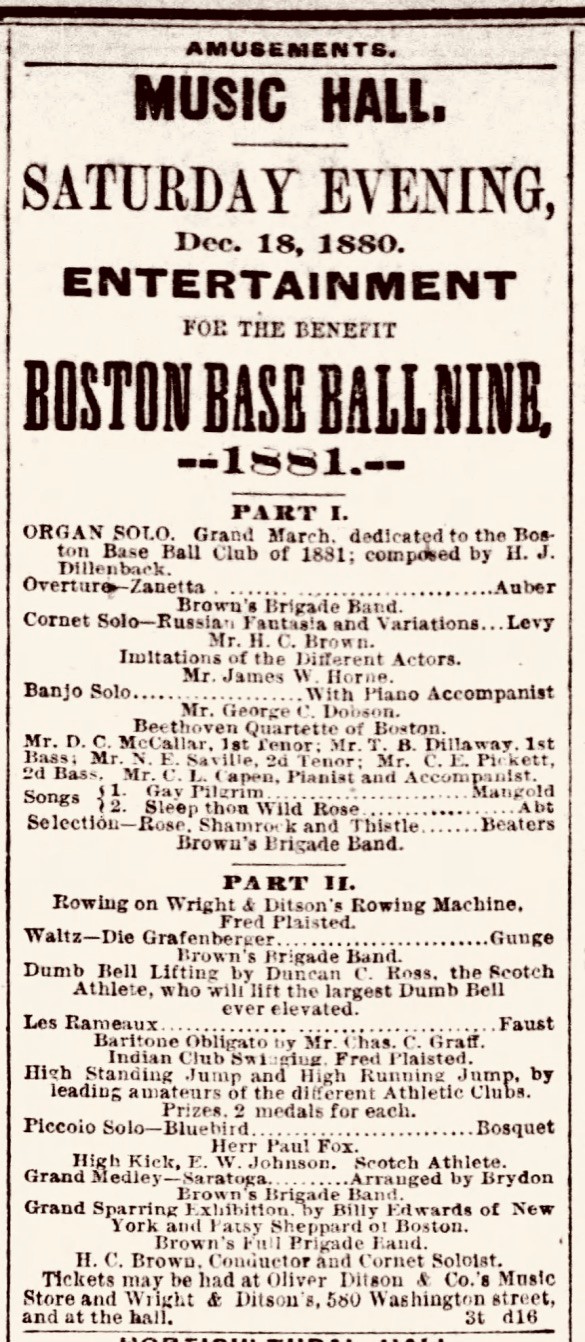 AMUSEMENTS.
MUSIC HALL.
SATURDAY EVENING,
Dec. 18, 1880.
ENTERTAINMENT
FOR THE BENEFIT
BOSTON BASE BALL NINE,
--1881.--
PART I.
ORGAN SOLO. Grand March, dedicated to the Bos-
ton Base Ball Club of 1881; composed by H. J.
Dillenback.
Overture—Zanetta ................................Auber
Brown's Brigade Band.
Cornet Solo—Russian Fantasia and Variations...Levy
Mr. H. C. Brown.
Imitations of the Different Actors.
Mr. James W. Horne.
Banjo Solo....................With Piano Accompanist
Mr. George C. Dobson.
Beethoven Quartette of Boston.
Mr. D. C. McCallar, 1st Tenor; Mr. T. B. Dillaway, 1st
Bass; Mr. N. E. Saville, 2d Tenor; Mr. C. E. Pickett,
2d Bass. Mr. C. L. Capen, Pianist and Accompanist.
Songs { 1. Gay Pilgrim........................Mangold
{ 2. Sleep thou Wild Rose....................Abt
Selection—Rose, Shamrock and Thistle.......Beaters
Brown's Brigade Band.
PART II.
Rowing on Wright & Ditson's Rowing Machine,
Fred Plaisted.
Waltz—Die Grafenberger.......................Gunge
Brown's Brigade Band.
Dumb Bell Lifting by Duncan C. Ross, the Scotch
Athlete, who will lift the largest Dumb Bell
ever elevated.
Les Rameaux....................................Faust
Baritone Obligato by Mr. Chas. C. Graff.
Indian Club Swinging, Fred Plaisted.
High Standing Jump and High Running Jump, by
leading amateurs of the different Athletic Clubs.
Prizes, 2 medals for each.
Piccolo Solo—Bluebird........................Bosquet
Herr Paul Fox.
High Kick, E. W. Johnson, Scotch Athlete.
Grand Medley—Saratoga.........Arranged by Brydon
Brown's Brigade Band.
Grand Sparring Exhibition, by Billy Edwards of New
York and Patsy Sheppard of Boston.
Brown's Full Brigade Band.
H. C. Brown, Conductor and Cornet Soloist.
Tickets may be had at Oliver Ditson & Co.'s Music
Store and Wright & Ditson's, 580 Washington street,
and at the hall. 3t d16